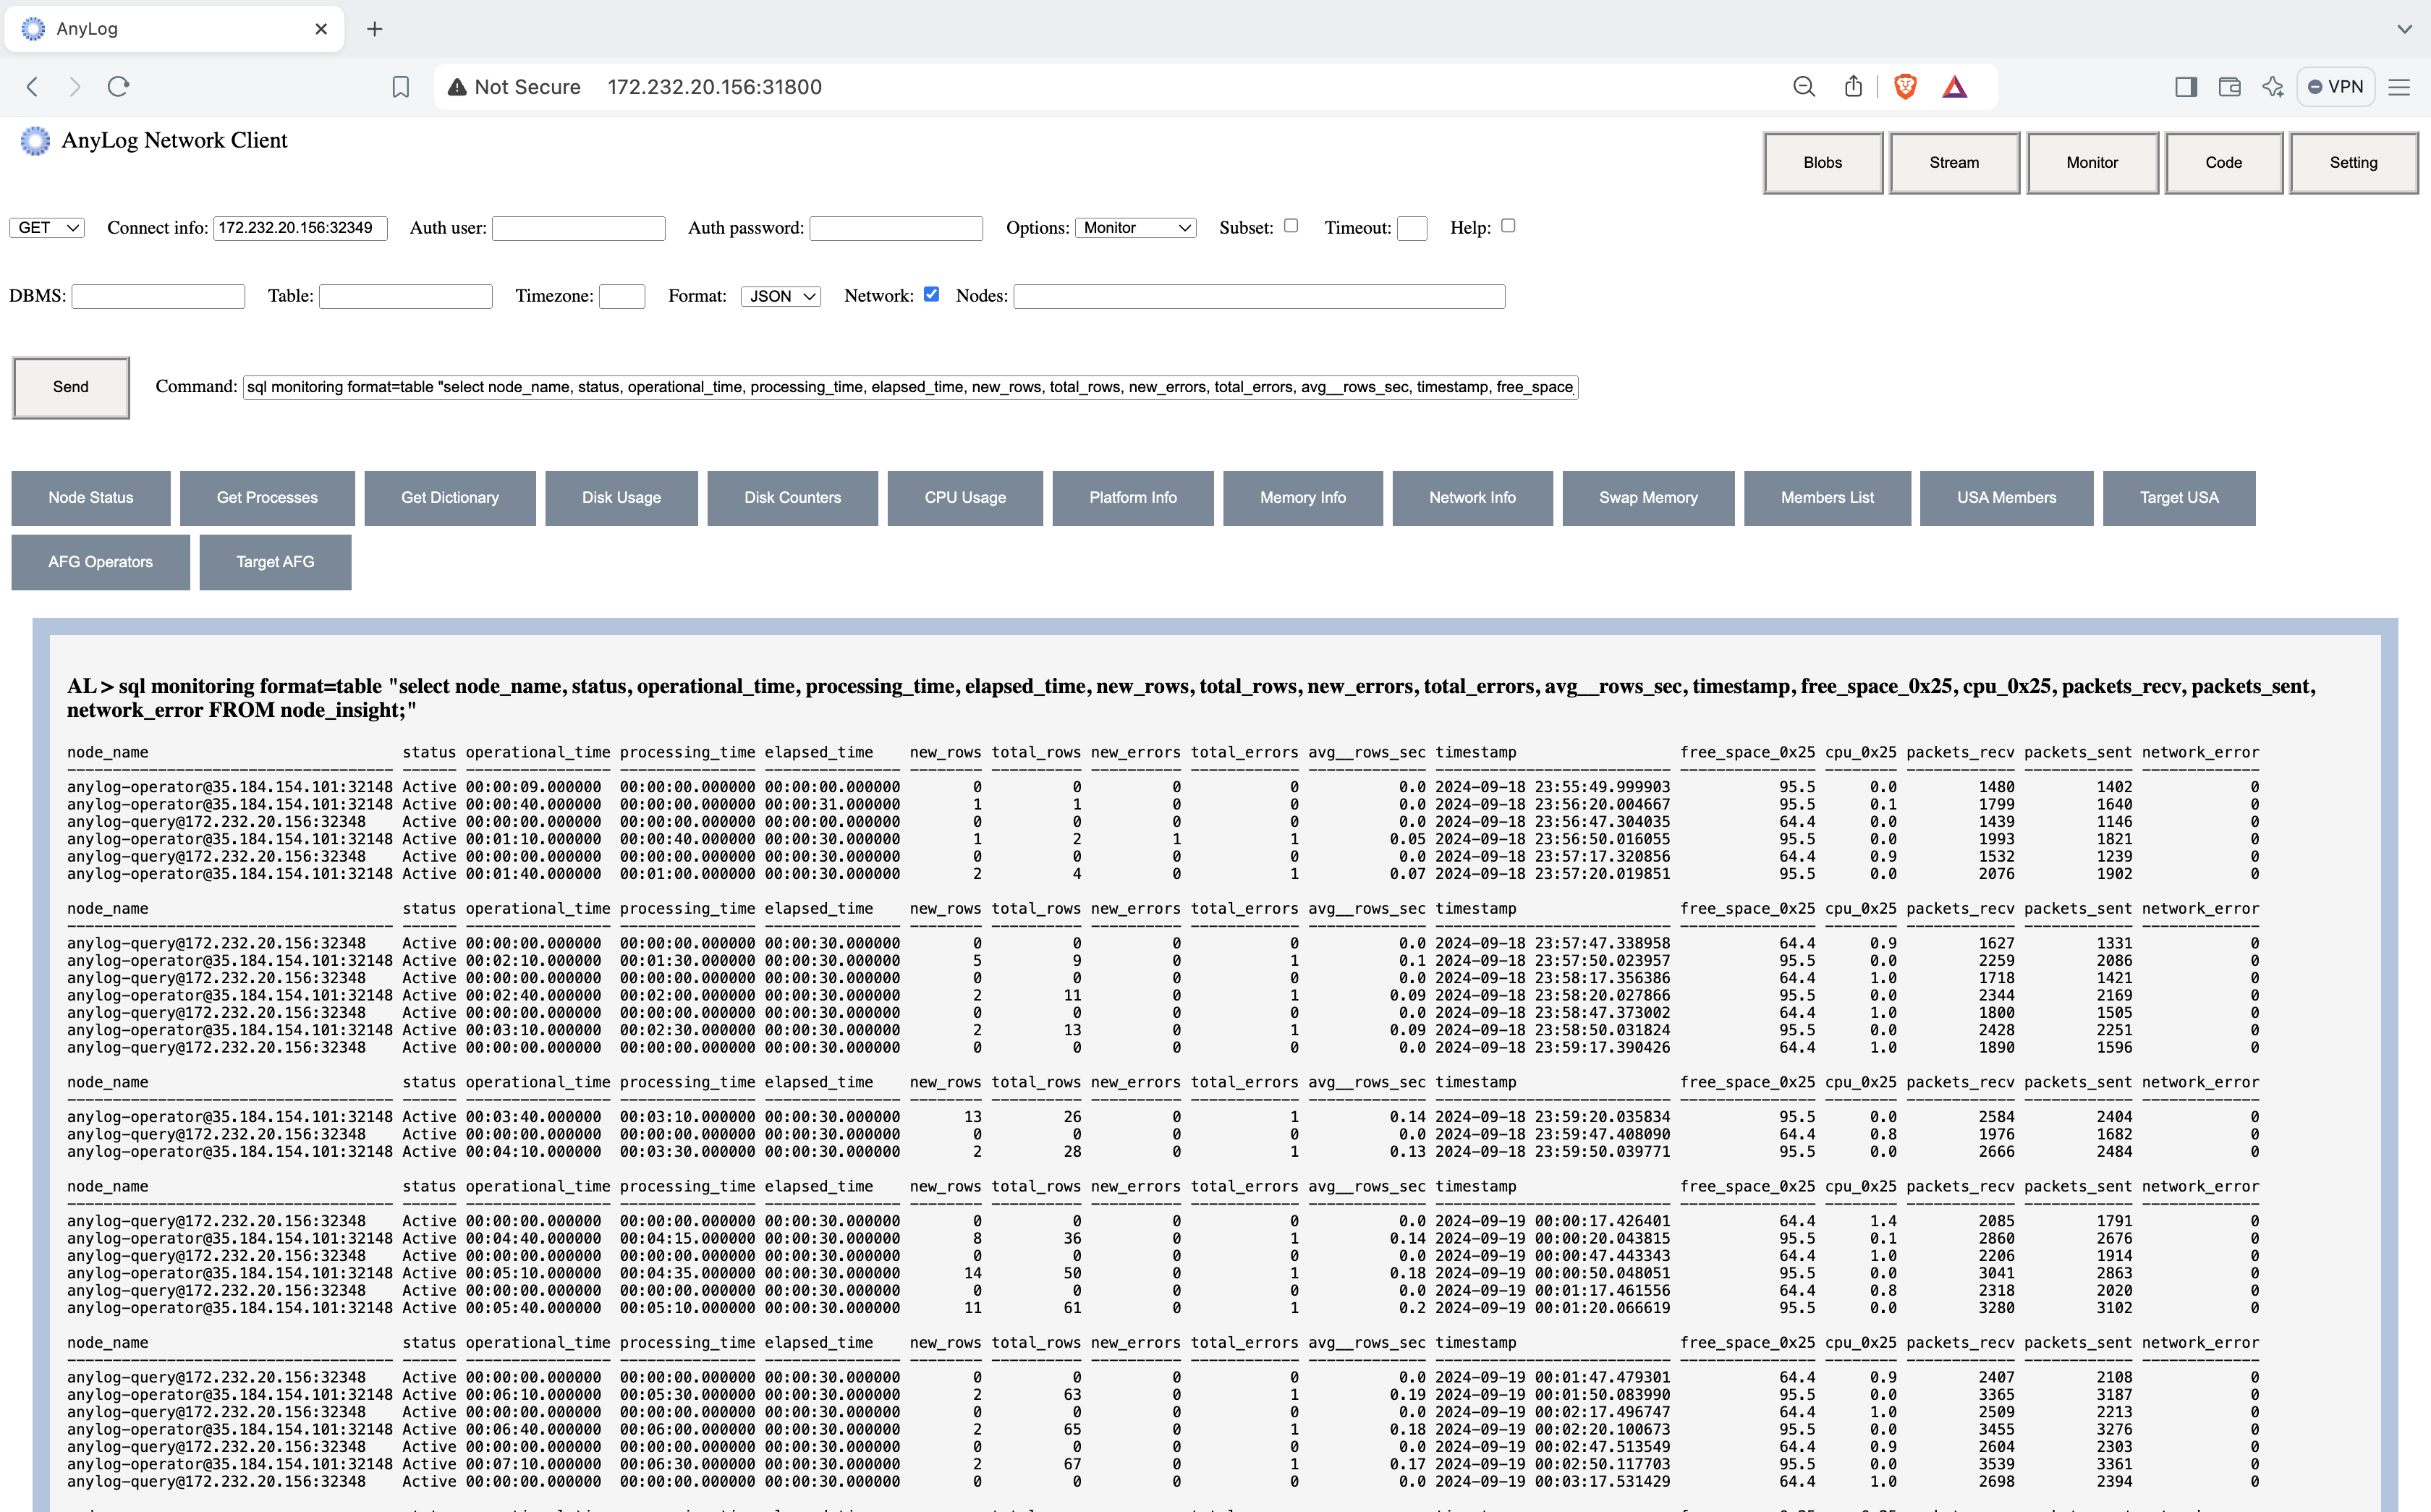 AnyLog
Not Secure 172.232.20.156:31800 VPN
AnyLog Network Client Blobs Stream Monitor Code Setting
GET Connect info: 172.232.20.156:32349 Auth user: Auth password: Options: Monitor Subset: Timeout: Help:
DBMS: Table: Timezone: Format: JSON Network: Nodes:
Send Command: sql monitoring format=table "select node_name, status, operational_time, processing_time, elapsed_time, new_rows, total_rows, new_errors, total_errors, avg__rows_sec, timestamp, free_space_
Node Status Get Processes Get Dictionary Disk Usage Disk Counters CPU Usage Platform Info Memory Info Network Info Swap Memory Members List USA Members Target USA
AFG Operators Target AFG
AL > sql monitoring format=table "select node_name, status, operational_time, processing_time, elapsed_time, new_rows, total_rows, new_errors, total_errors, avg__rows_sec, timestamp, free_space_0x25, cpu_0x25, packets_recv, packets_sent,
network_error FROM node_insight;"
node_name status operational_time processing_time elapsed_time new_rows total_rows new_errors total_errors avg__rows_sec timestamp free_space_0x25 cpu_0x25 packets_recv packets_sent network_error
anylog-operator@35.184.154.101:32148 Active 00:00:09.000000 00:00:00.000000 00:00:00.000000 0 0 0 0 0.0 2024-09-18 23:55:49.999903 95.5 0.0 1480 1402 0
anylog-operator@35.184.154.101:32148 Active 00:00:40.000000 00:00:00.000000 00:00:31.000000 1 1 0 0 0.0 2024-09-18 23:56:20.004667 95.5 0.1 1799 1640 0
anylog-query@172.232.20.156:32348 Active 00:00:00.000000 00:00:00.000000 00:00:00.000000 0 0 0 0 0.0 2024-09-18 23:56:47.304035 64.4 0.0 1439 1146 0
anylog-operator@35.184.154.101:32148 Active 00:01:10.000000 00:00:40.000000 00:00:30.000000 1 2 1 1 0.05 2024-09-18 23:56:50.016055 95.5 0.0 1993 1821 0
anylog-query@172.232.20.156:32348 Active 00:00:00.000000 00:00:00.000000 00:00:30.000000 0 0 0 0 0.0 2024-09-18 23:57:17.320856 64.4 0.9 1532 1239 0
anylog-operator@35.184.154.101:32148 Active 00:01:40.000000 00:01:00.000000 00:00:30.000000 2 4 0 1 0.07 2024-09-18 23:57:20.019851 95.5 0.0 2076 1902 0
node_name status operational_time processing_time elapsed_time new_rows total_rows new_errors total_errors avg__rows_sec timestamp free_space_0x25 cpu_0x25 packets_recv packets_sent network_error
anylog-query@172.232.20.156:32348 Active 00:00:00.000000 00:00:00.000000 00:00:30.000000 0 0 0 0 0.0 2024-09-18 23:57:47.338958 64.4 0.9 1627 1331 0
anylog-operator@35.184.154.101:32148 Active 00:02:10.000000 00:01:30.000000 00:00:30.000000 5 9 0 1 0.1 2024-09-18 23:57:50.023957 95.5 0.0 2259 2086 0
anylog-query@172.232.20.156:32348 Active 00:00:00.000000 00:00:00.000000 00:00:30.000000 0 0 0 0 0.0 2024-09-18 23:58:17.356386 64.4 1.0 1718 1421 0
anylog-operator@35.184.154.101:32148 Active 00:02:40.000000 00:02:00.000000 00:00:30.000000 2 11 0 1 0.09 2024-09-18 23:58:20.027866 95.5 0.0 2344 2169 0
anylog-query@172.232.20.156:32348 Active 00:00:00.000000 00:00:00.000000 00:00:30.000000 0 0 0 0 0.0 2024-09-18 23:58:47.373002 64.4 1.0 1800 1505 0
anylog-operator@35.184.154.101:32148 Active 00:03:10.000000 00:02:30.000000 00:00:30.000000 2 13 0 1 0.09 2024-09-18 23:58:50.031824 95.5 0.0 2428 2251 0
anylog-query@172.232.20.156:32348 Active 00:00:00.000000 00:00:00.000000 00:00:30.000000 0 0 0 0 0.0 2024-09-18 23:59:17.390426 64.4 1.0 1890 1596 0
node_name status operational_time processing_time elapsed_time new_rows total_rows new_errors total_errors avg__rows_sec timestamp free_space_0x25 cpu_0x25 packets_recv packets_sent network_error
anylog-operator@35.184.154.101:32148 Active 00:03:40.000000 00:03:10.000000 00:00:30.000000 13 26 0 1 0.14 2024-09-18 23:59:20.035834 95.5 0.0 2584 2404 0
anylog-query@172.232.20.156:32348 Active 00:00:00.000000 00:00:00.000000 00:00:30.000000 0 0 0 0 0.0 2024-09-18 23:59:47.408090 64.4 0.8 1976 1682 0
anylog-operator@35.184.154.101:32148 Active 00:04:10.000000 00:03:30.000000 00:00:30.000000 2 28 0 1 0.13 2024-09-18 23:59:50.039771 95.5 0.0 2666 2484 0
node_name status operational_time processing_time elapsed_time new_rows total_rows new_errors total_errors avg__rows_sec timestamp free_space_0x25 cpu_0x25 packets_recv packets_sent network_error
anylog-query@172.232.20.156:32348 Active 00:00:00.000000 00:00:00.000000 00:00:30.000000 0 0 0 0 0.0 2024-09-19 00:00:17.426401 64.4 1.4 2085 1791 0
anylog-operator@35.184.154.101:32148 Active 00:04:40.000000 00:04:15.000000 00:00:30.000000 8 36 0 1 0.14 2024-09-19 00:00:20.043815 95.5 0.1 2860 2676 0
anylog-query@172.232.20.156:32348 Active 00:00:00.000000 00:00:00.000000 00:00:30.000000 0 0 0 0 0.0 2024-09-19 00:00:47.443343 64.4 1.0 2206 1914 0
anylog-operator@35.184.154.101:32148 Active 00:05:10.000000 00:04:35.000000 00:00:30.000000 14 50 0 1 0.18 2024-09-19 00:00:50.048051 95.5 0.0 3041 2863 0
anylog-query@172.232.20.156:32348 Active 00:00:00.000000 00:00:00.000000 00:00:30.000000 0 0 0 0 0.0 2024-09-19 00:01:17.461556 64.4 0.8 2318 2020 0
anylog-operator@35.184.154.101:32148 Active 00:05:40.000000 00:05:10.000000 00:00:30.000000 11 61 0 1 0.2 2024-09-19 00:01:20.066619 95.5 0.0 3280 3102 0
node_name status operational_time processing_time elapsed_time new_rows total_rows new_errors total_errors avg__rows_sec timestamp free_space_0x25 cpu_0x25 packets_recv packets_sent network_error
anylog-query@172.232.20.156:32348 Active 00:00:00.000000 00:00:00.000000 00:00:30.000000 0 0 0 0 0.0 2024-09-19 00:01:47.479301 64.4 0.9 2407 2108 0
anylog-operator@35.184.154.101:32148 Active 00:06:10.000000 00:05:30.000000 00:00:30.000000 2 63 0 1 0.19 2024-09-19 00:01:50.083990 95.5 0.0 3365 3187 0
anylog-query@172.232.20.156:32348 Active 00:00:00.000000 00:00:00.000000 00:00:30.000000 0 0 0 0 0.0 2024-09-19 00:02:17.496747 64.4 1.0 2509 2213 0
anylog-operator@35.184.154.101:32148 Active 00:06:40.000000 00:06:00.000000 00:00:30.000000 2 65 0 1 0.18 2024-09-19 00:02:20.100673 95.5 0.0 3455 3276 0
anylog-query@172.232.20.156:32348 Active 00:00:00.000000 00:00:00.000000 00:00:30.000000 0 0 0 0 0.0 2024-09-19 00:02:47.513549 64.4 0.9 2604 2303 0
anylog-operator@35.184.154.101:32148 Active 00:07:10.000000 00:06:30.000000 00:00:30.000000 2 67 0 1 0.17 2024-09-19 00:02:50.117703 95.5 0.0 3539 3361 0
anylog-query@172.232.20.156:32348 Active 00:00:00.000000 00:00:00.000000 00:00:30.000000 0 0 0 0 0.0 2024-09-19 00:03:17.531429 64.4 1.0 2698 2394 0